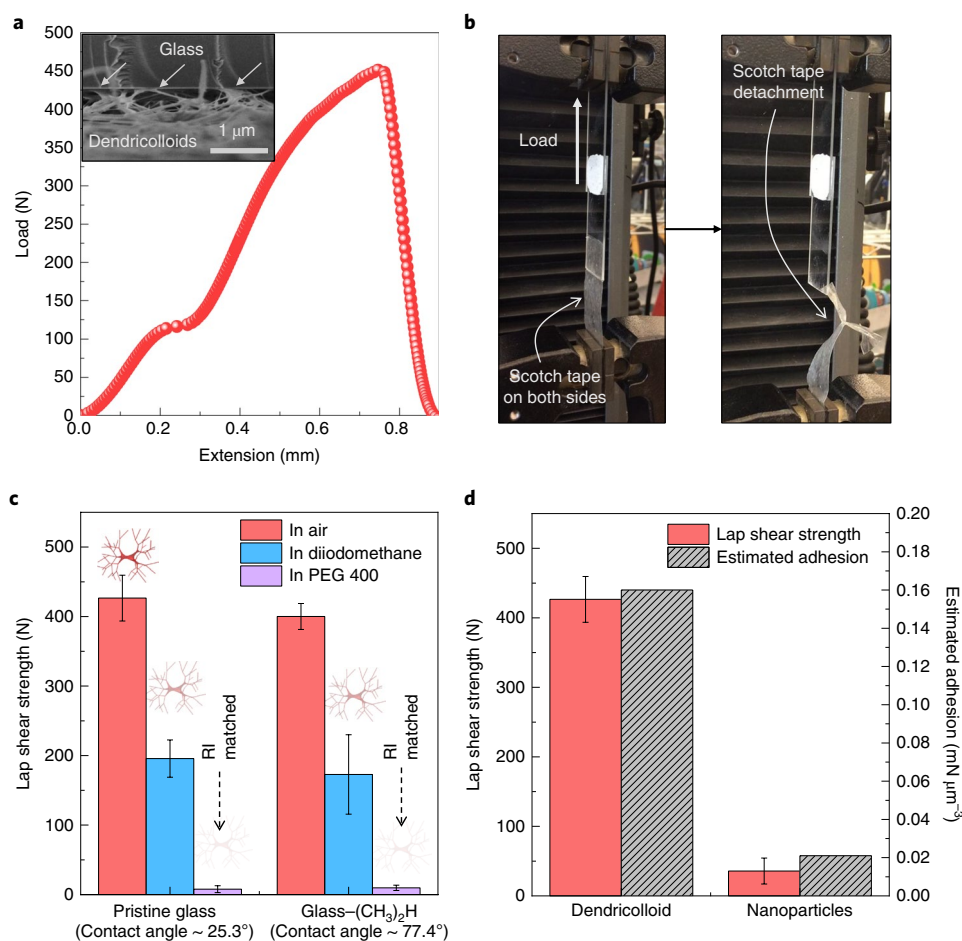 a
500
450
400
350
300
250
200
150
100
50
0
Load (N)
0.0
0.2
0.4
0.6
0.8
Extension (mm)
Glass
Dendricolloids
1 μm
b
Load
Scotch tape
on both sides
Scotch tape
detachment
c
500
400
300
200
100
0
Lap shear strength (N)
In air
In diiodomethane
In PEG 400
RI
matched
RI
matched
Pristine glass
(Contact angle ~ 25.3°)
Glass–(CH₃)₂H
(Contact angle ~ 77.4°)
d
500
400
300
200
100
0
Lap shear strength (N)
Lap shear strength
Estimated adhesion
0.20
0.18
0.16
0.14
0.12
0.10
0.08
0.06
0.04
0.02
0.00
Estimated adhesion (mN μm⁻³)
Dendricolloid
Nanoparticles